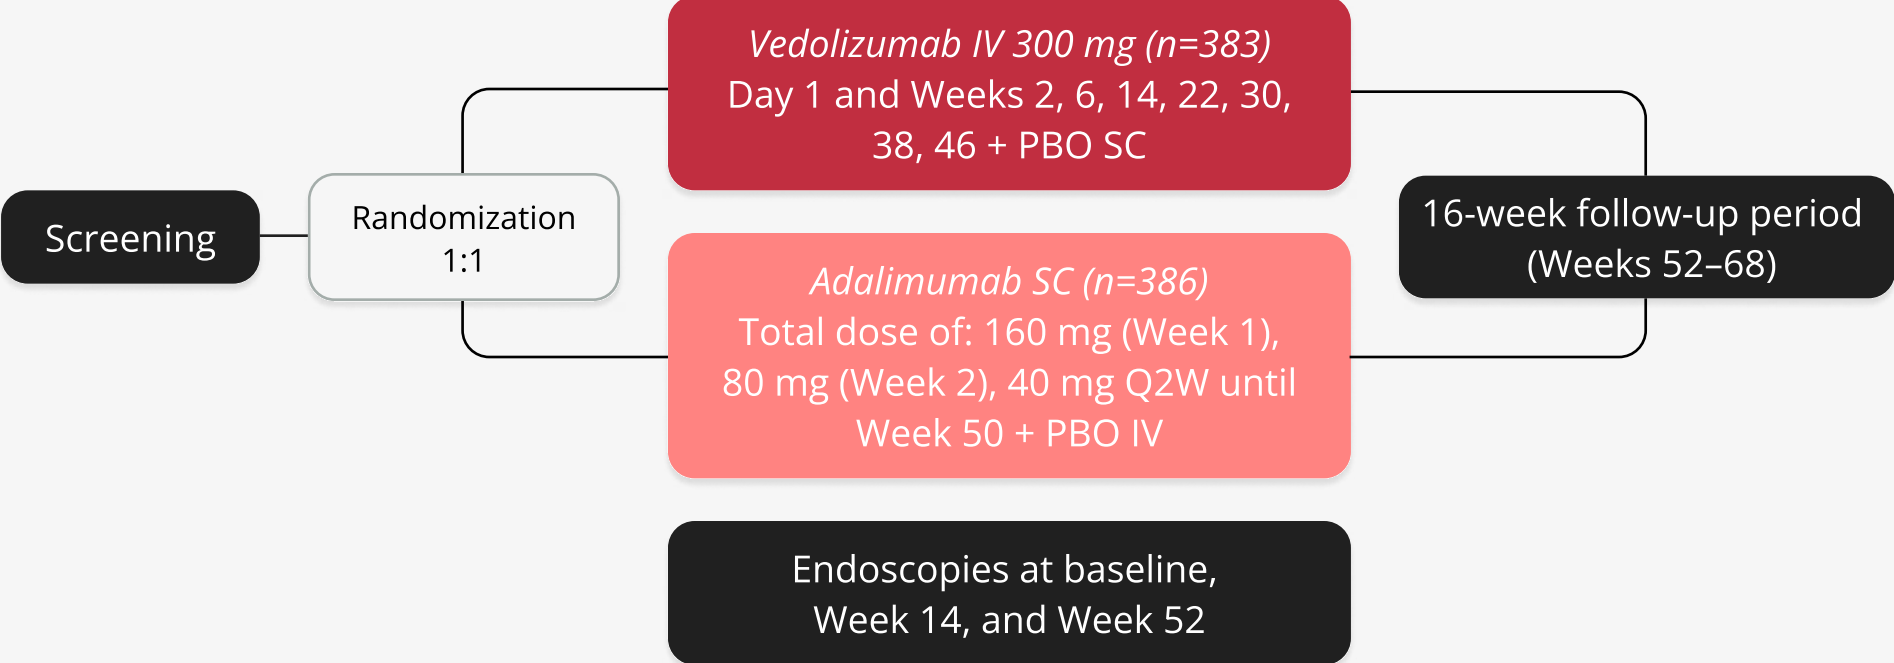 Screening
Randomization
1:1
Vedolizumab IV 300 mg (n=383)
Day 1 and Weeks 2, 6, 14, 22, 30,
38, 46 + PBO SC
Adalimumab SC (n=386)
Total dose of: 160 mg (Week 1),
80 mg (Week 2), 40 mg Q2W until
Week 50 + PBO IV
16-week follow-up period
(Weeks 52–68)
Endoscopies at baseline,
Week 14, and Week 52